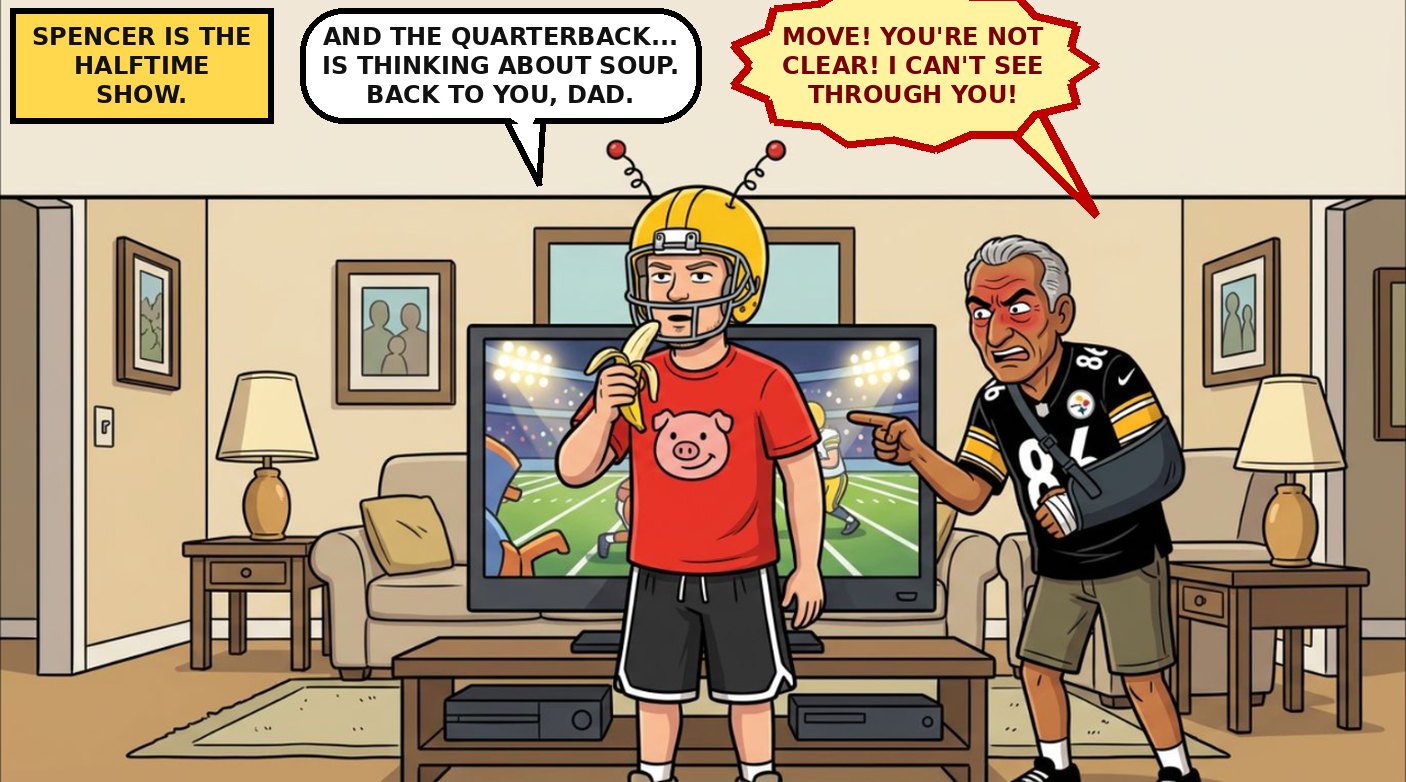 SPENCER IS THE
HALFTIME
SHOW.
AND THE QUARTERBACK...
IS THINKING ABOUT SOUP.
BACK TO YOU, DAD.
MOVE! YOU'RE NOT
CLEAR! I CAN'T SEE
THROUGH YOU!
86